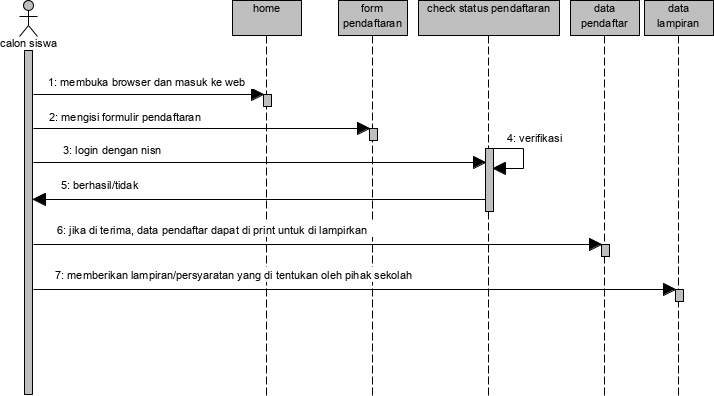 calon siswa
home
form
pendaftaran
check status pendaftaran
data
pendaftar
data
lampiran
1: membuka browser dan masuk ke web
2: mengisi formulir pendaftaran
3: login dengan nisn
4: verifikasi
5: berhasil/tidak
6: jika di terima, data pendaftar dapat di print untuk di lampirkan
7: memberikan lampiran/persyaratan yang di tentukan oleh pihak sekolah